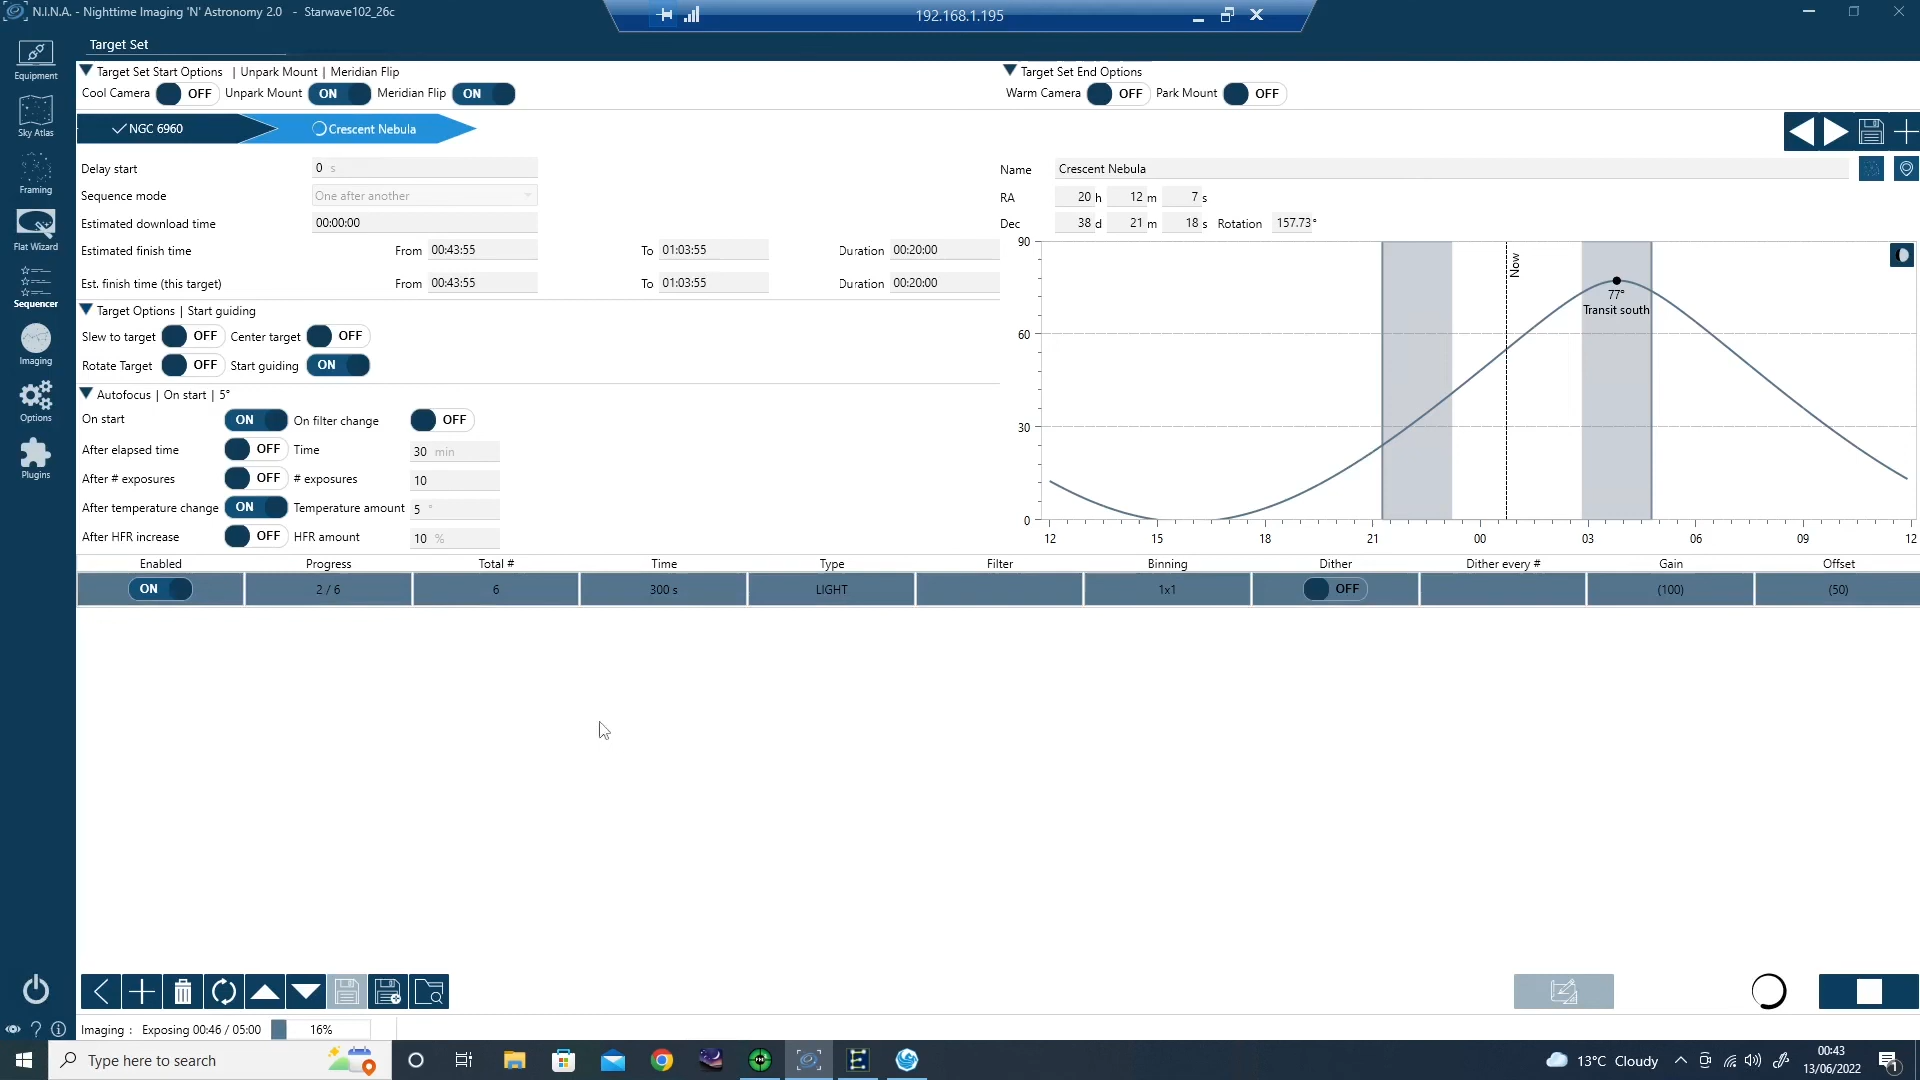 N.I.N.A. - Nighttime Imaging 'N' Astronomy 2.0 - Starwave102_26c
192.168.1.195
Target Set
Equipment
Sky Atlas
Framing
Flat Wizard
Sequencer
Imaging
Options
Plugins
Target Set Start Options | Unpark Mount | Meridian Flip
Cool Camera OFF Unpark Mount ON Meridian Flip ON
Target Set End Options
Warm Camera OFF Park Mount OFF
NGC 6960
Crescent Nebula
Delay start 0 s
Sequence mode One after another
Estimated download time 00:00:00
Estimated finish time From 00:43:55 To 01:03:55 Duration 00:20:00
Est. finish time (this target) From 00:43:55 To 01:03:55 Duration 00:20:00
Target Options | Start guiding
Slew to target OFF Center target OFF
Rotate Target OFF Start guiding ON
Autofocus | On start | 5°
On start ON On filter change OFF
After elapsed time OFF Time 30 min
After # exposures OFF # exposures 10
After temperature change ON Temperature amount 5 °
After HFR increase OFF HFR amount 10 %
Name Crescent Nebula
RA 20 h 12 m 7 s
Dec 38 d 21 m 18 s Rotation 157.73°
90
60
30
0
Now
77°
Transit south
12 15 18 21 00 03 06 09 12
Enabled Progress Total # Time Type Filter Binning Dither Dither every # Gain Offset
ON 2 / 6 6 300 s LIGHT 1x1 OFF (100) (50)
Imaging : Exposing 00:46 / 05:00 16%
Type here to search
13°C Cloudy
00:43
13/06/2022
1